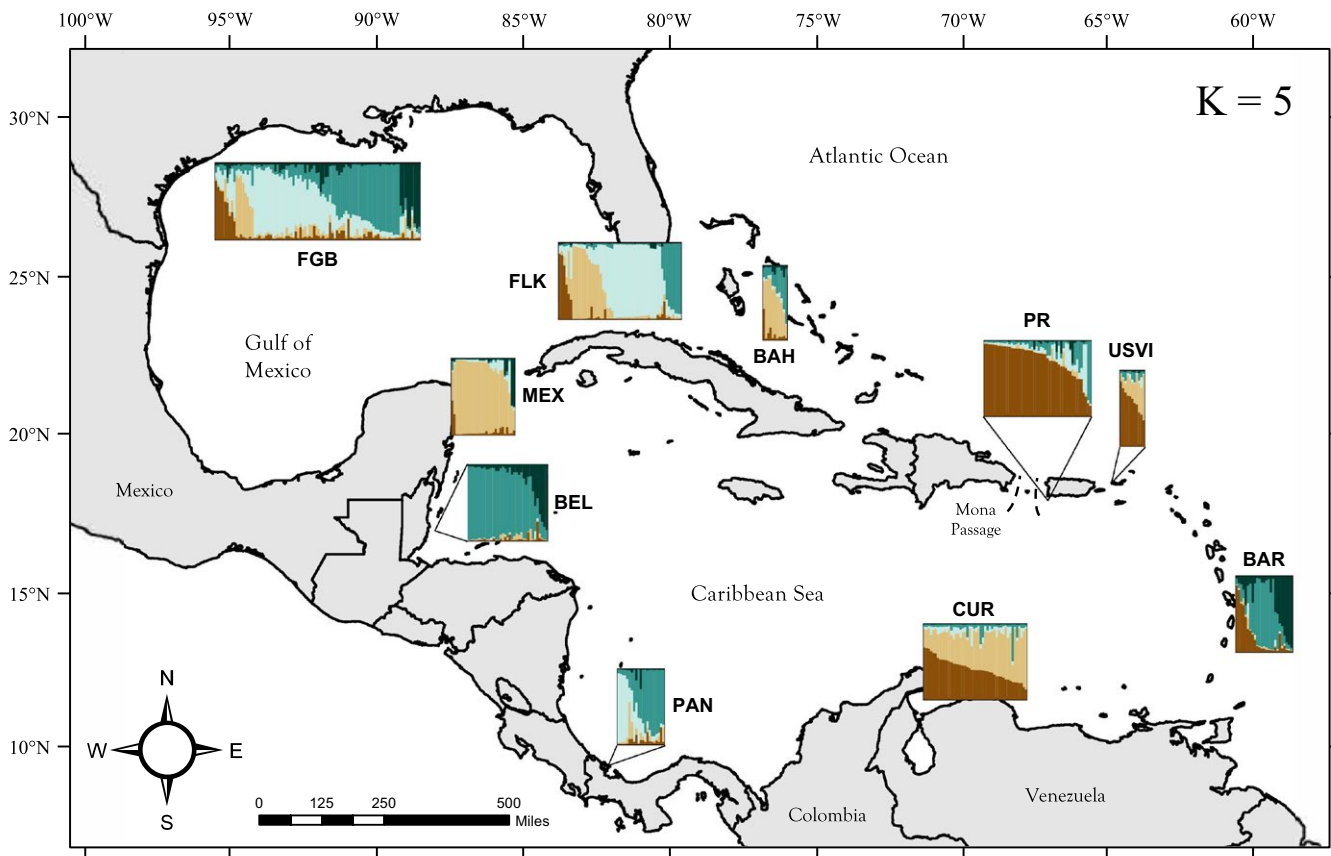 100°W 95°W 90°W 85°W 80°W 75°W 70°W 65°W 60°W
K = 5
30°N
Atlantic Ocean
FGB
25°N
FLK
PR
Gulf of
Mexico
BAH
USVI
MEX
20°N
Mexico
BEL
Mona
Passage
BAR
15°N
Caribbean Sea
CUR
N
PAN
10°N
W E
S
0 125 250 500
Miles
Venezuela
Colombia